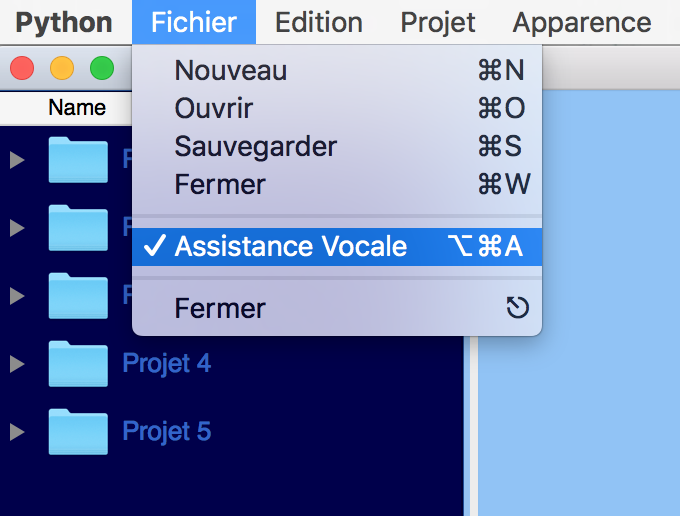 Python Fichier Edition Projet Apparence
Name
Nouveau ⌘N
Ouvrir ⌘O
Sauvegarder ⌘S
Fermer ⌘W
✓ Assistance Vocale ⌥⌘A
Fermer ⎋
Projet 4
Projet 5